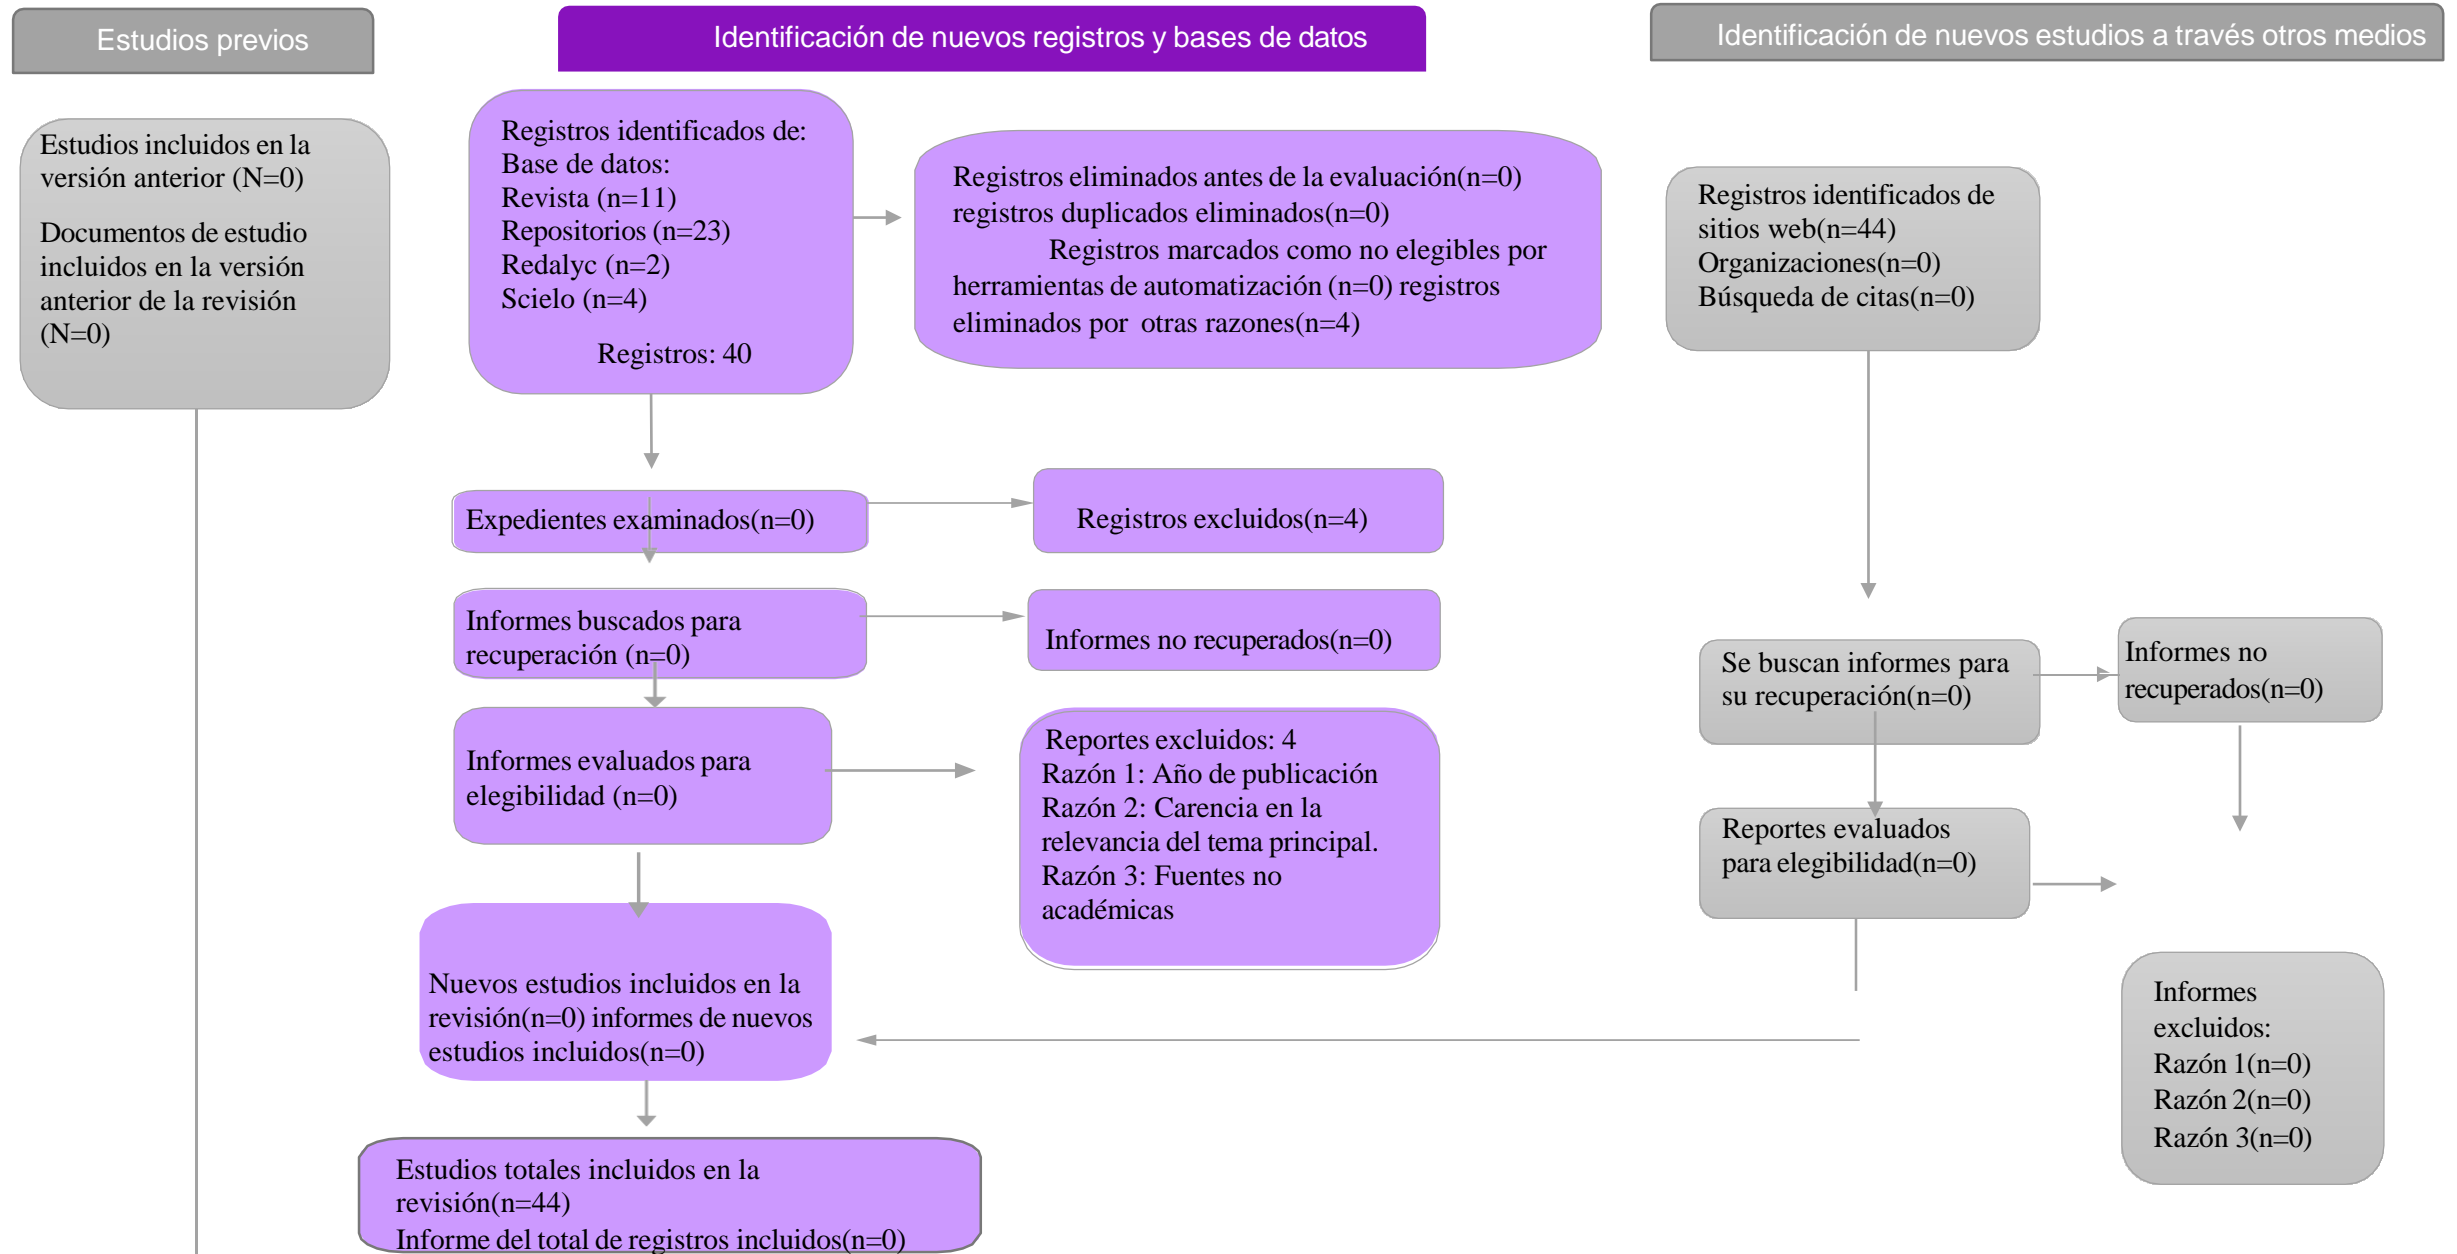 Estudios previos
Identificación de nuevos registros y bases de datos
Identificación de nuevos estudios a través otros medios
Estudios incluidos en la
versión anterior (N=0)
Documentos de estudio
incluidos en la versión
anterior de la revisión
(N=0)
Registros identificados de:
Base de datos:
Revista (n=11)
Repositorios (n=23)
Redalyc (n=2)
Scielo (n=4)
Registros: 40
Registros eliminados antes de la evaluación(n=0)
registros duplicados eliminados(n=0)
Registros marcados como no elegibles por
herramientas de automatización (n=0) registros
eliminados por otras razones(n=4)
Registros identificados de
sitios web(n=44)
Organizaciones(n=0)
Búsqueda de citas(n=0)
Expedientes examinados(n=0)
Registros excluidos(n=4)
Informes buscados para
recuperación (n=0)
Informes no recuperados(n=0)
Se buscan informes para
su recuperación(n=0)
Informes no
recuperados(n=0)
Informes evaluados para
elegibilidad (n=0)
Reportes excluidos: 4
Razón 1: Año de publicación
Razón 2: Carencia en la
relevancia del tema principal.
Razón 3: Fuentes no
académicas
Reportes evaluados
para elegibilidad(n=0)
Nuevos estudios incluidos en la
revisión(n=0) informes de nuevos
estudios incluidos(n=0)
Informes
excluidos:
Razón 1(n=0)
Razón 2(n=0)
Razón 3(n=0)
Estudios totales incluidos en la
revisión(n=44)
Informe del total de registros incluidos(n=0)